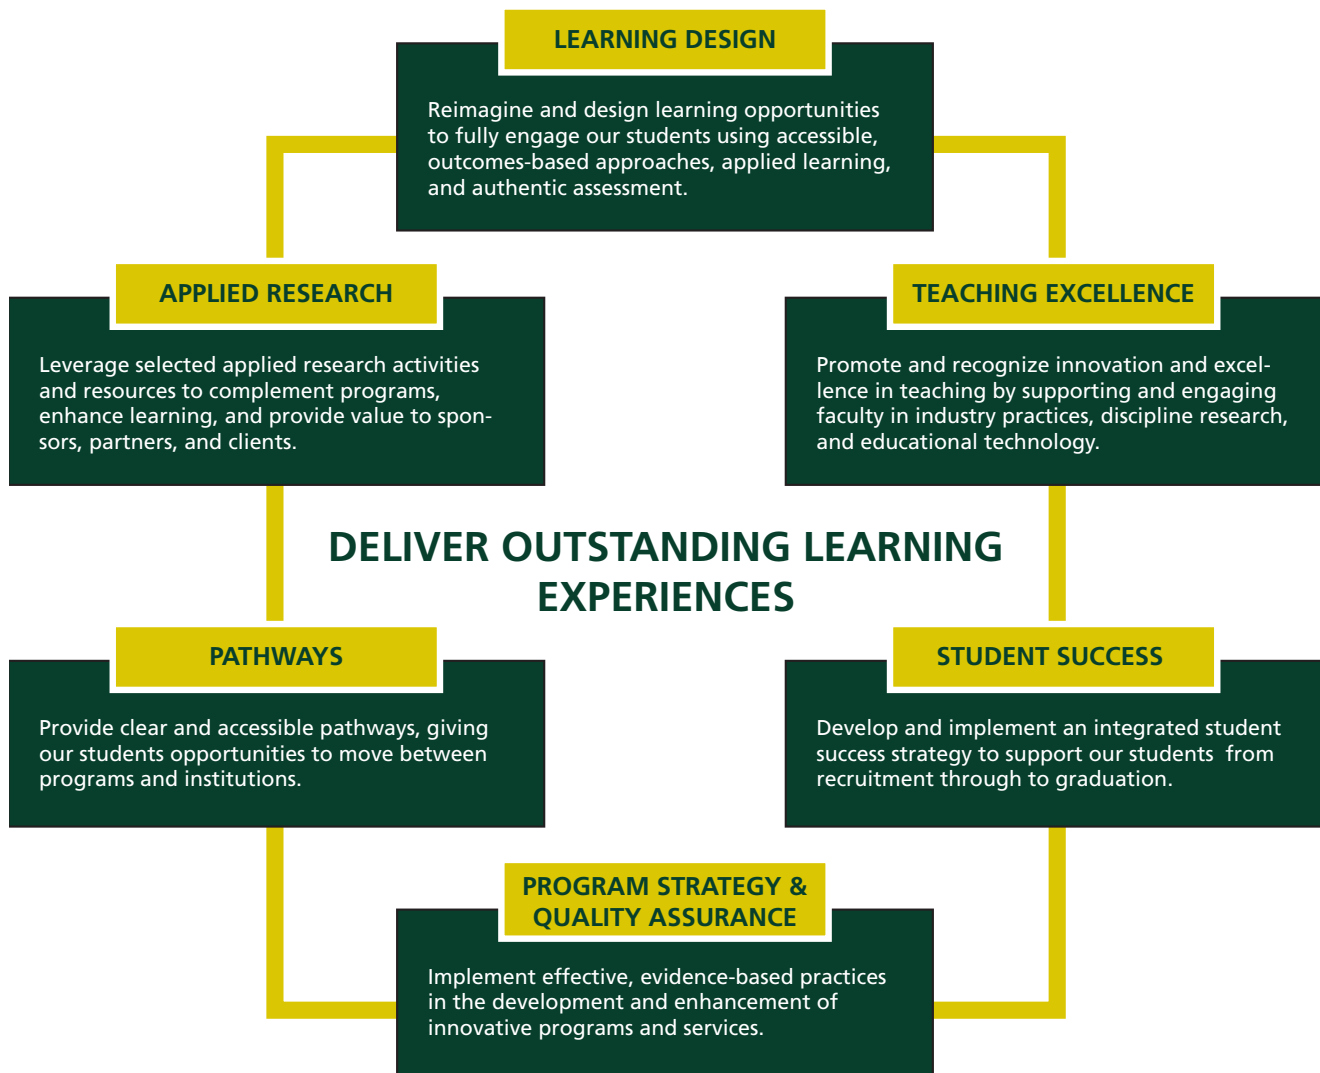 LEARNING DESIGN
Reimagine and design learning opportunities
to fully engage our students using accessible,
outcomes-based approaches, applied learning,
and authentic assessment.
APPLIED RESEARCH
Leverage selected applied research activities
and resources to complement programs,
enhance learning, and provide value to spon-
sors, partners, and clients.
TEACHING EXCELLENCE
Promote and recognize innovation and excel-
lence in teaching by supporting and engaging
faculty in industry practices, discipline research,
and educational technology.
DELIVER OUTSTANDING LEARNING
EXPERIENCES
PATHWAYS
Provide clear and accessible pathways, giving
our students opportunities to move between
programs and institutions.
STUDENT SUCCESS
Develop and implement an integrated student
success strategy to support our students  from
recruitment through to graduation.
PROGRAM STRATEGY &
QUALITY ASSURANCE
Implement effective, evidence-based practices
in the development and enhancement of
innovative programs and services.